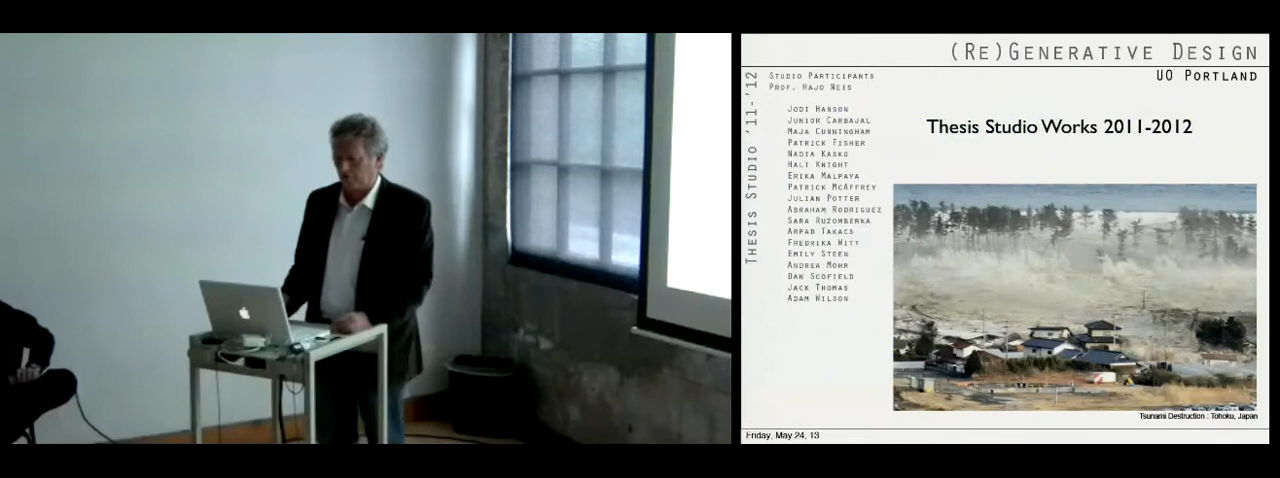 (Re)Generative Design
UO Portland
Thesis Studio '11-'12
Studio Participants
Prof. Hajo Neis
Jodi Hanson
Junior Carbajal
Maja Cunningham
Patrick Fisher
Nadia Kasko
Hali Knight
Erika Malpaya
Patrick McAffrey
Julian Potter
Abraham Rodriguez
Sara Ruzomberka
Arpad Takacs
Fredrika Witt
Emily Steen
Andrea Mohr
Dan Scofield
Jack Thomas
Adam Wilson
Thesis Studio Works 2011-2012
Tsunami Destruction : Tohoku, Japan
Friday, May 24, 13